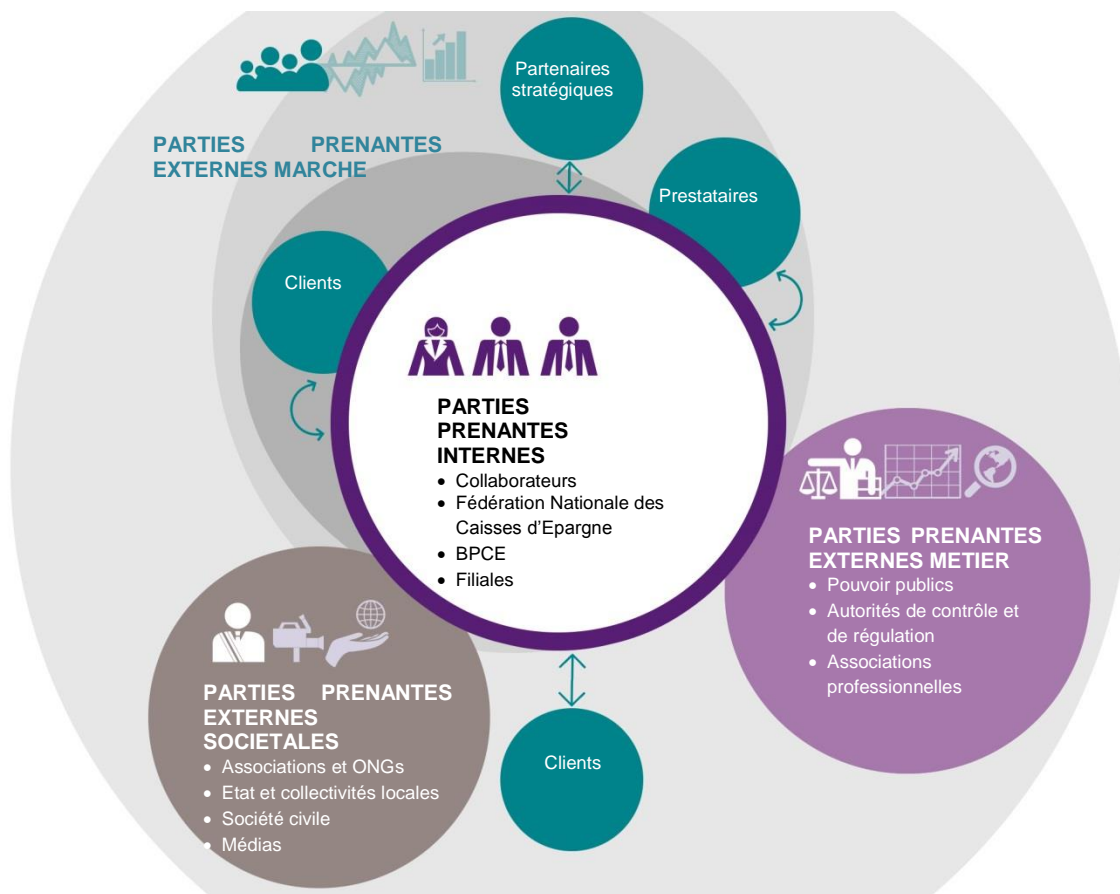 Partenaires
stratégiques
PARTIES PRENANTES
EXTERNES MARCHE
Prestataires
Clients
PARTIES
PRENANTES
INTERNES
• Collaborateurs
• Fédération Nationale des
Caisses d’Epargne
• BPCE
• Filiales
PARTIES PRENANTES
EXTERNES METIER
• Pouvoir publics
• Autorités de contrôle et
de régulation
• Associations
professionnelles
PARTIES PRENANTES
EXTERNES
SOCIETALES
• Associations et ONGs
• Etat et collectivités locales
• Société civile
• Médias
Clients